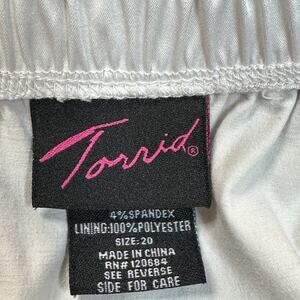 Torrid®
4%SPANDEX
LINING:100%POLYESTER
SIZE:20
MADE IN CHINA
RN# 120684
SEE REVERSE
SIDE FOR CARE